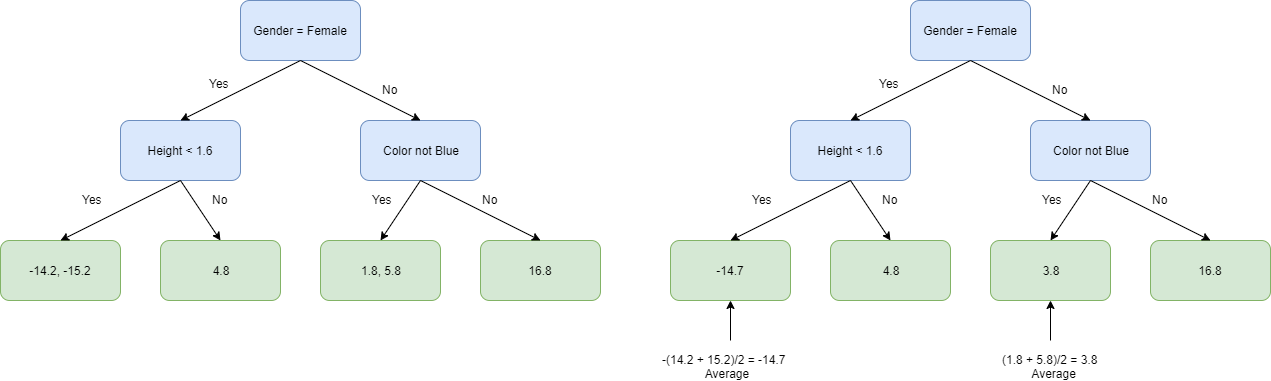 Gender = Female
Yes
No
Height < 1.6
Color not Blue
Yes
No
Yes
No
-14.2, -15.2
4.8
1.8, 5.8
16.8
Gender = Female
Yes
No
Height < 1.6
Color not Blue
Yes
No
Yes
No
-14.7
4.8
3.8
16.8
-(14.2 + 15.2)/2 = -14.7
Average
(1.8 + 5.8)/2 = 3.8
Average